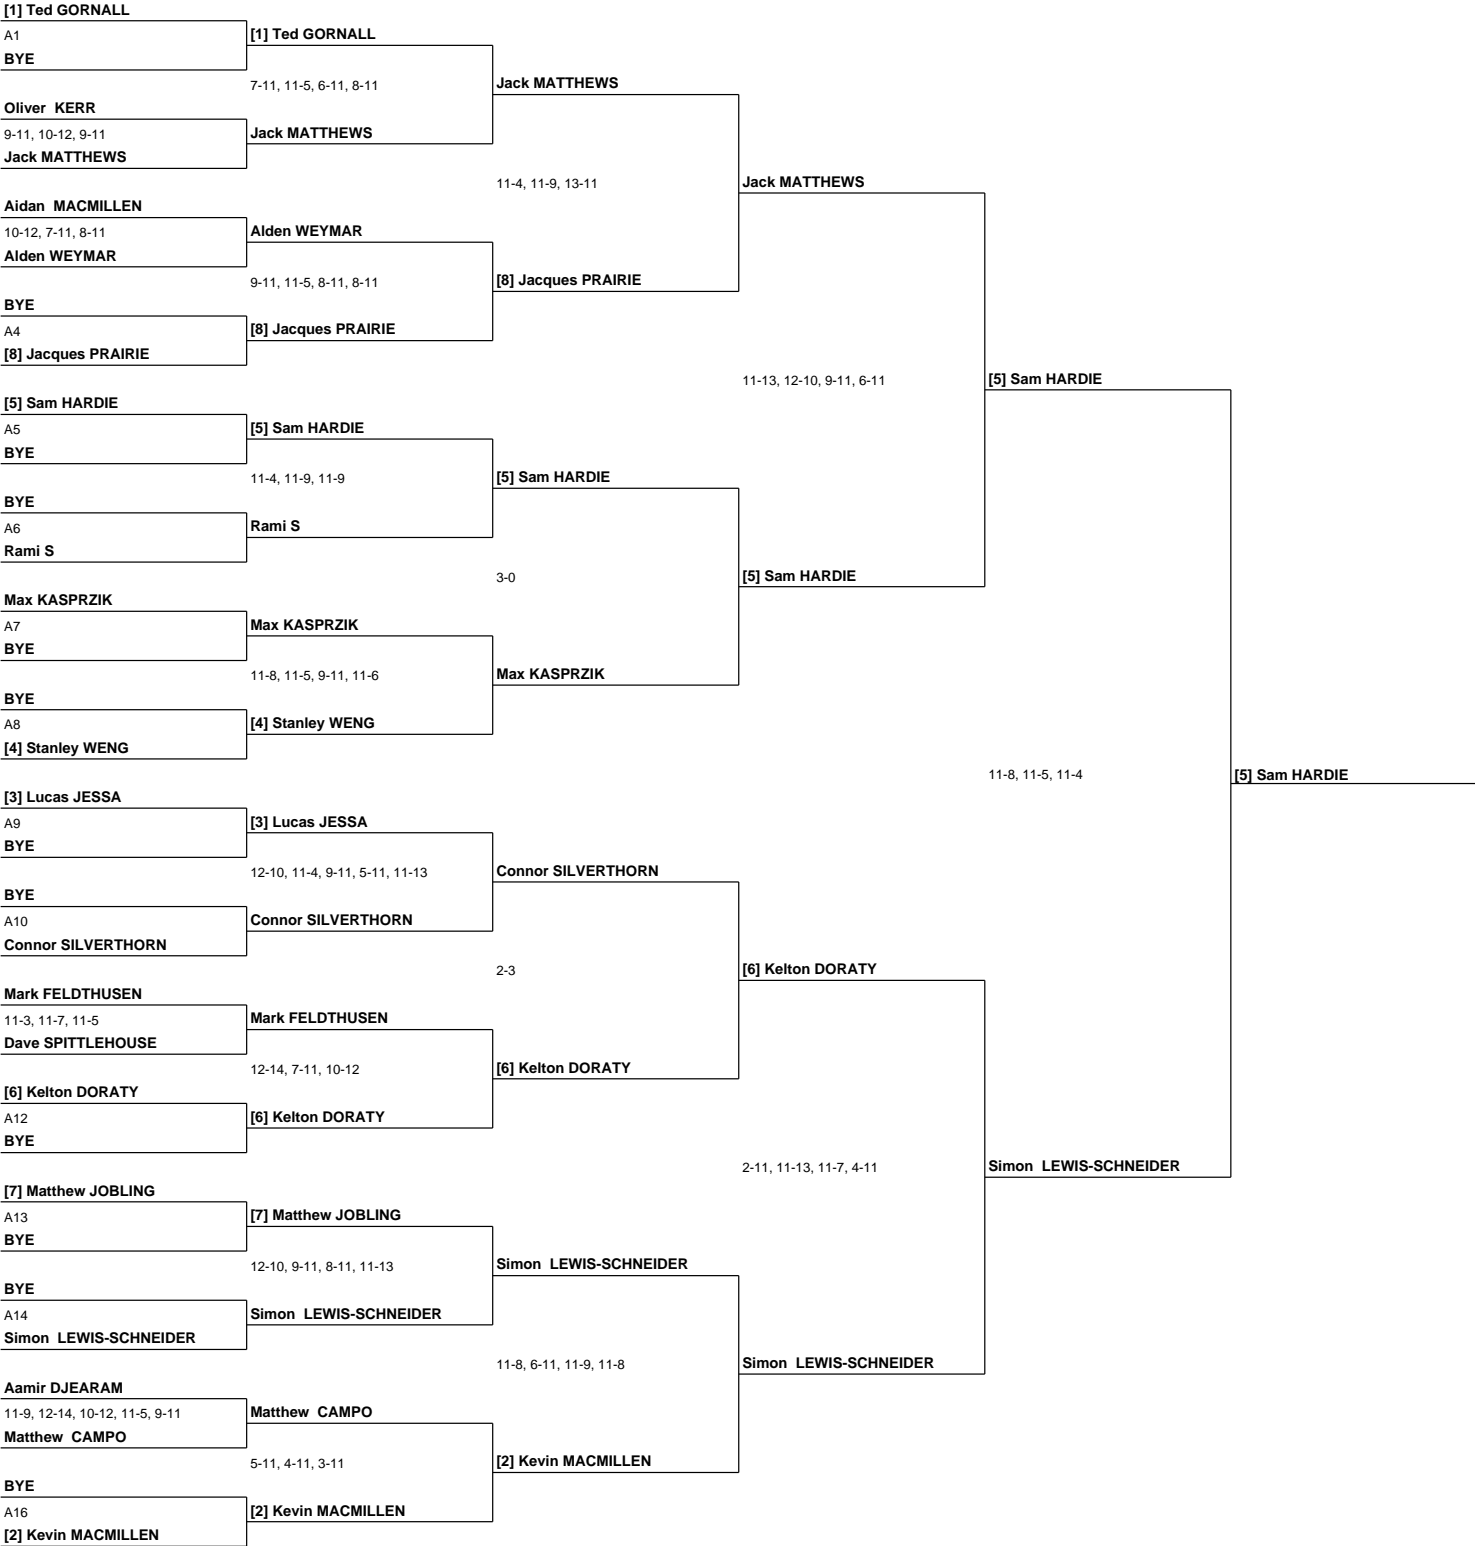 [1] Ted GORNALL
A1
BYE
[1] Ted GORNALL
7-11, 11-5, 6-11, 8-11
Jack MATTHEWS
Oliver KERR
9-11, 10-12, 9-11
Jack MATTHEWS
Jack MATTHEWS
11-4, 11-9, 13-11
Jack MATTHEWS
Aidan MACMILLEN
10-12, 7-11, 8-11
Alden WEYMAR
Alden WEYMAR
9-11, 11-5, 8-11, 8-11
[8] Jacques PRAIRIE
BYE
A4
[8] Jacques PRAIRIE
[8] Jacques PRAIRIE
11-13, 12-10, 9-11, 6-11
[5] Sam HARDIE
[5] Sam HARDIE
A5
BYE
[5] Sam HARDIE
11-4, 11-9, 11-9
[5] Sam HARDIE
BYE
A6
Rami S
Rami S
3-0
[5] Sam HARDIE
Max KASPRZIK
A7
BYE
Max KASPRZIK
11-8, 11-5, 9-11, 11-6
Max KASPRZIK
BYE
A8
[4] Stanley WENG
[4] Stanley WENG
11-8, 11-5, 11-4
[5] Sam HARDIE
[3] Lucas JESSA
A9
BYE
[3] Lucas JESSA
12-10, 11-4, 9-11, 5-11, 11-13
Connor SILVERTHORN
BYE
A10
Connor SILVERTHORN
Connor SILVERTHORN
2-3
[6] Kelton DORATY
Mark FELDTHUSEN
11-3, 11-7, 11-5
Dave SPITTLEHOUSE
Mark FELDTHUSEN
12-14, 7-11, 10-12
[6] Kelton DORATY
[6] Kelton DORATY
A12
BYE
[6] Kelton DORATY
2-11, 11-13, 11-7, 4-11
Simon LEWIS-SCHNEIDER
[7] Matthew JOBLING
A13
BYE
[7] Matthew JOBLING
12-10, 9-11, 8-11, 11-13
Simon LEWIS-SCHNEIDER
BYE
A14
Simon LEWIS-SCHNEIDER
Simon LEWIS-SCHNEIDER
11-8, 6-11, 11-9, 11-8
Simon LEWIS-SCHNEIDER
Aamir DJEARAM
11-9, 12-14, 10-12, 11-5, 9-11
Matthew CAMPO
Matthew CAMPO
5-11, 4-11, 3-11
[2] Kevin MACMILLEN
BYE
A16
[2] Kevin MACMILLEN
[2] Kevin MACMILLEN